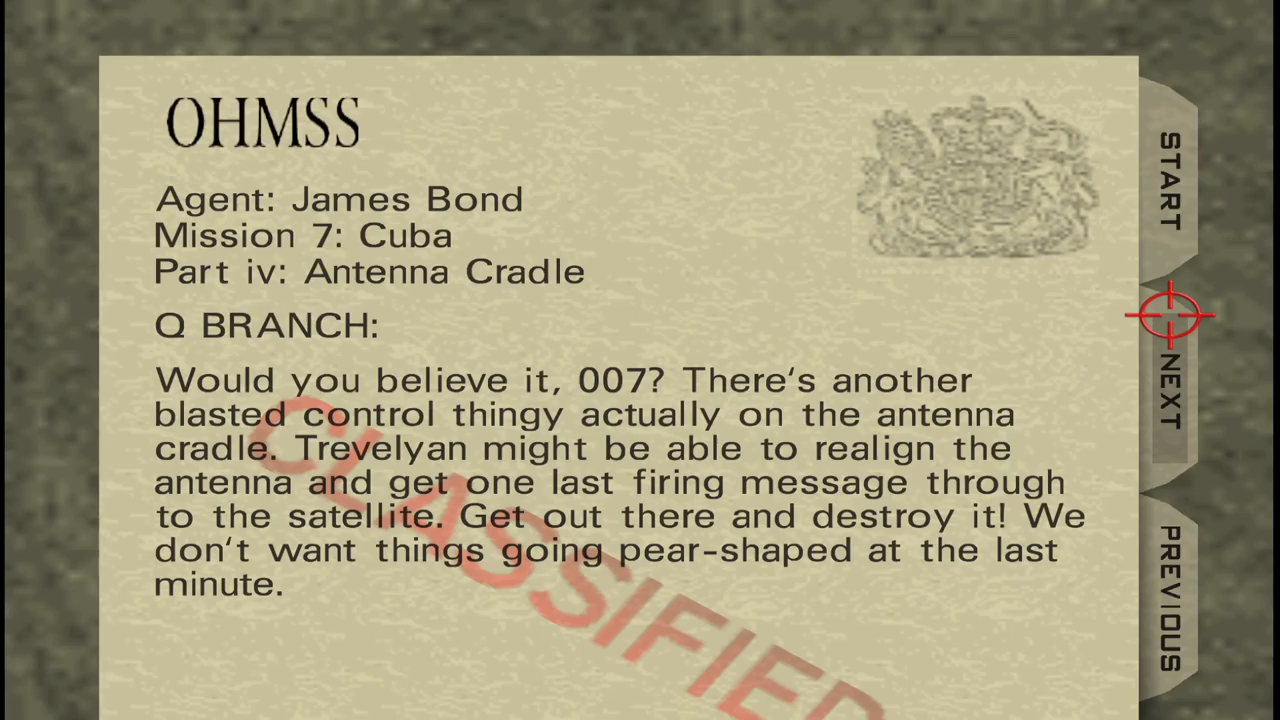 OHMSS
Agent: James Bond
Mission 7: Cuba
Part iv: Antenna Cradle
Q BRANCH:
Would you believe it, 007? There's another
blasted control thingy actually on the antenna
cradle. Trevelyan might be able to realign the
antenna and get one last firing message through
to the satellite. Get out there and destroy it! We
don't want things going pear-shaped at the last
minute.
CLASSIFIED
START
NEXT
PREVIOUS